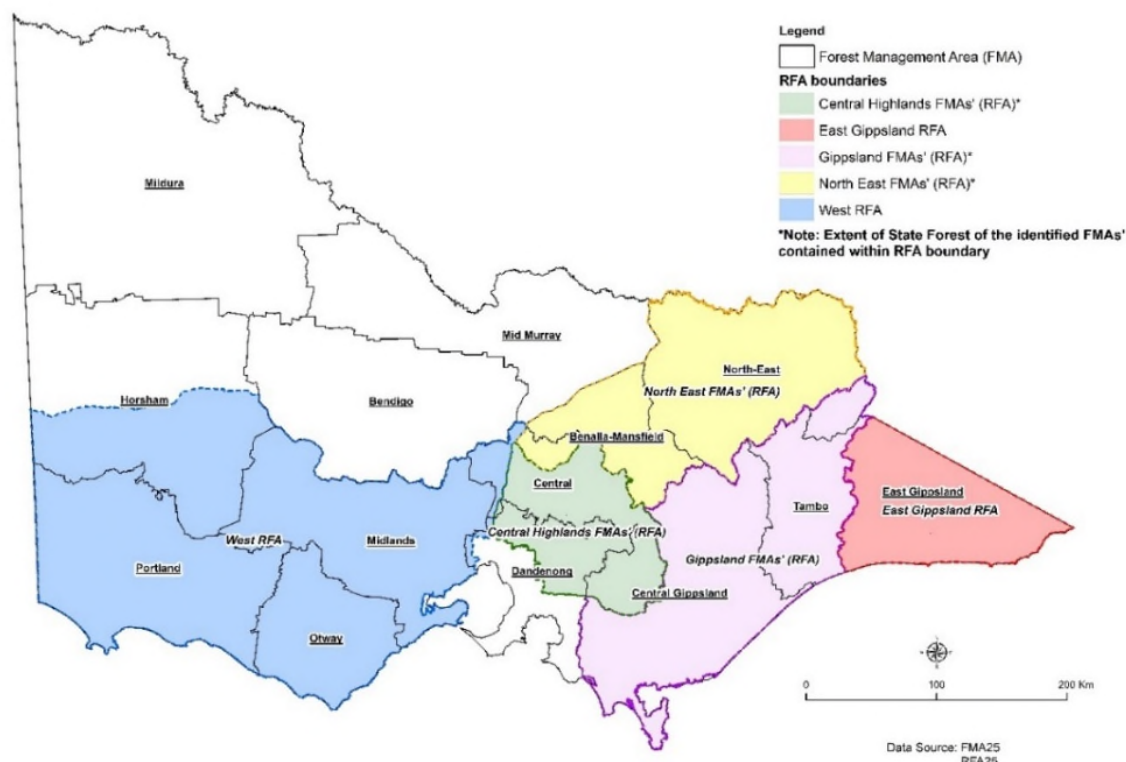 Legend
Forest Management Area (FMA)
RFA boundaries
Central Highlands FMAs' (RFA)*
East Gippsland RFA
Gippsland FMAs' (RFA)*
North East FMAs' (RFA)*
West RFA
*Note: Extent of State Forest of the identified FMAs'
contained within RFA boundary
Mildura
Mid Murray
North-East
North East FMAs' (RFA)
Horsham
Bendigo
Benalla-Mansfield
Central
Tambo
East Gippsland
East Gippsland RFA
Central Highlands FMAs' (RFA)
West RFA
Midlands
Gippsland FMAs' (RFA)
Portland
Dandenong
Central Gippsland
Otway
0 100 200 Km
Data Source: FMA25
RFA25